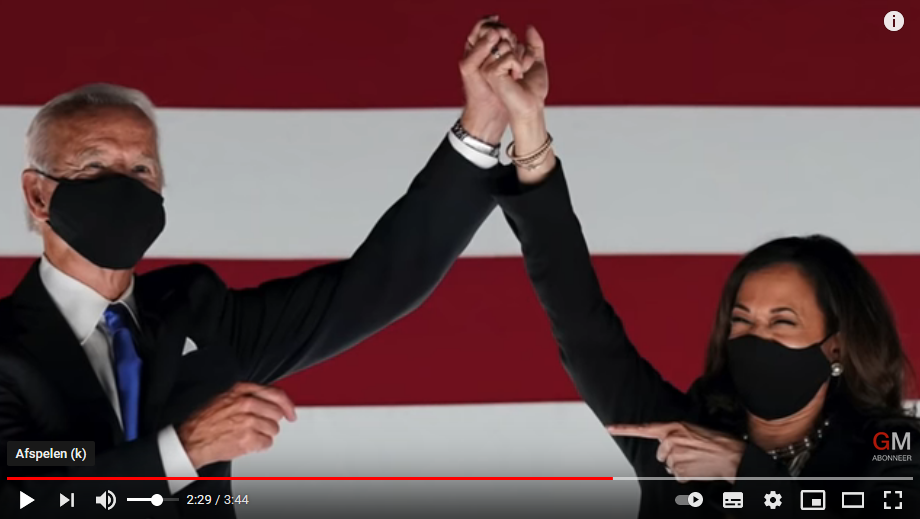 i
GM
ABONNEER
Afspelen (k)
2:29 / 3:44